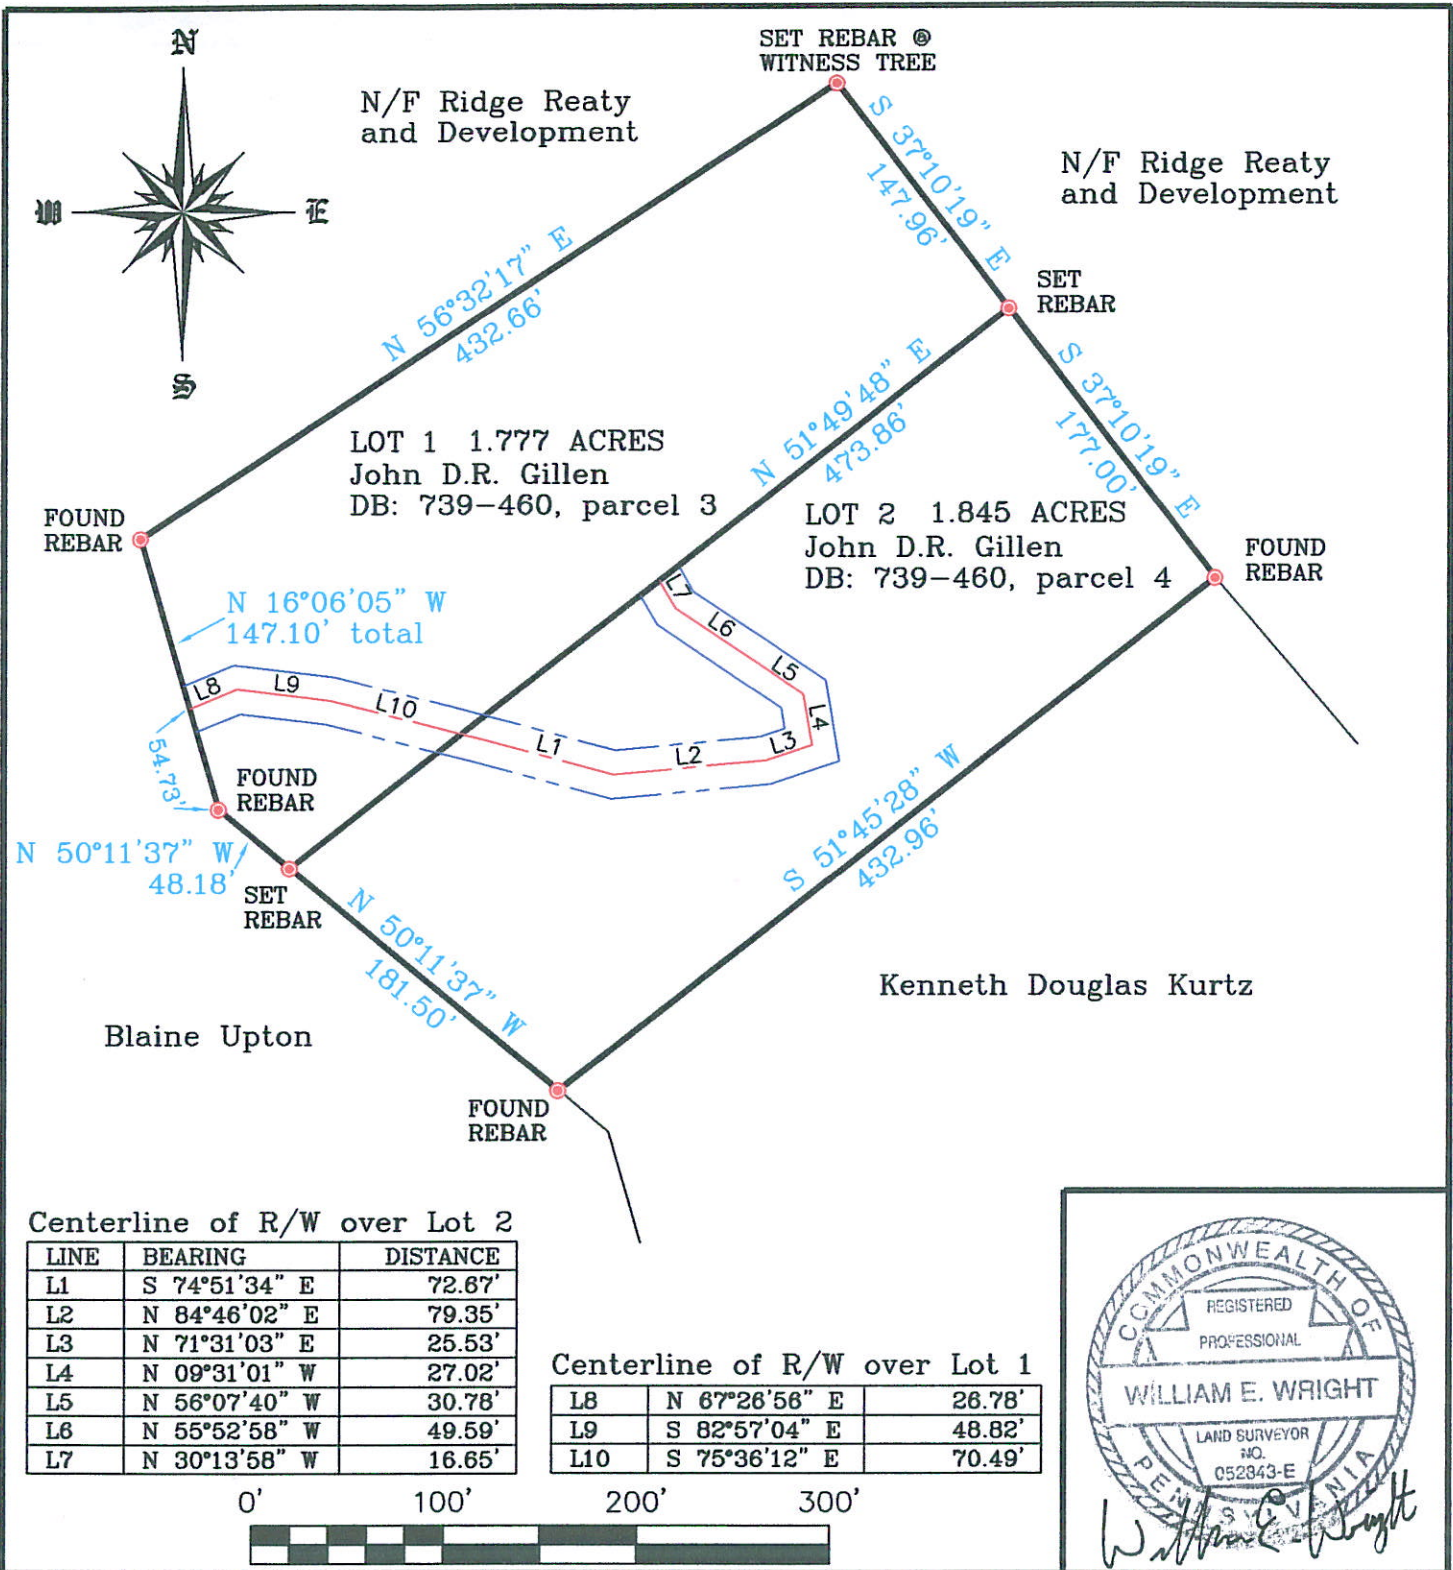 N
W
E
S
N/F Ridge Reaty
and Development
SET REBAR @
WITNESS TREE
S 37°10'19" E
147.96'
N/F Ridge Reaty
and Development
SET
REBAR
N 56°32'17" E
432.66'
N 51°49'48" E
473.86'
S 37°10'19" E
177.00'
LOT 1 1.777 ACRES
John D.R. Gillen
DB: 739-460, parcel 3
LOT 2 1.845 ACRES
John D.R. Gillen
DB: 739-460, parcel 4
FOUND
REBAR
FOUND
REBAR
N 16°06'05" W
147.10' total
L7
L6
L5
L4
L3
L2
L1
L8
L9
L10
54.73'
FOUND
REBAR
N 50°11'37" W
48.18'
SET
REBAR
S 51°45'28" W
432.96'
N 50°11'37" W
181.50'
Kenneth Douglas Kurtz
Blaine Upton
FOUND
REBAR
Centerline of R/W over Lot 2
LINE BEARING DISTANCE
L1 S 74°51'34" E 72.67'
L2 N 84°46'02" E 79.35'
L3 N 71°31'03" E 25.53'
L4 N 09°31'01" W 27.02'
L5 N 56°07'40" W 30.78'
L6 N 55°52'58" W 49.59'
L7 N 30°13'58" W 16.65'
Centerline of R/W over Lot 1
L8 N 67°26'56" E 26.78'
L9 S 82°57'04" E 48.82'
L10 S 75°36'12" E 70.49'
0' 100' 200' 300'
COMMONWEALTH OF
REGISTERED
PROFESSIONAL
WILLIAM E. WRIGHT
LAND SURVEYOR
NO.
052843-E
PENNSYLVANIA
William E. Wright